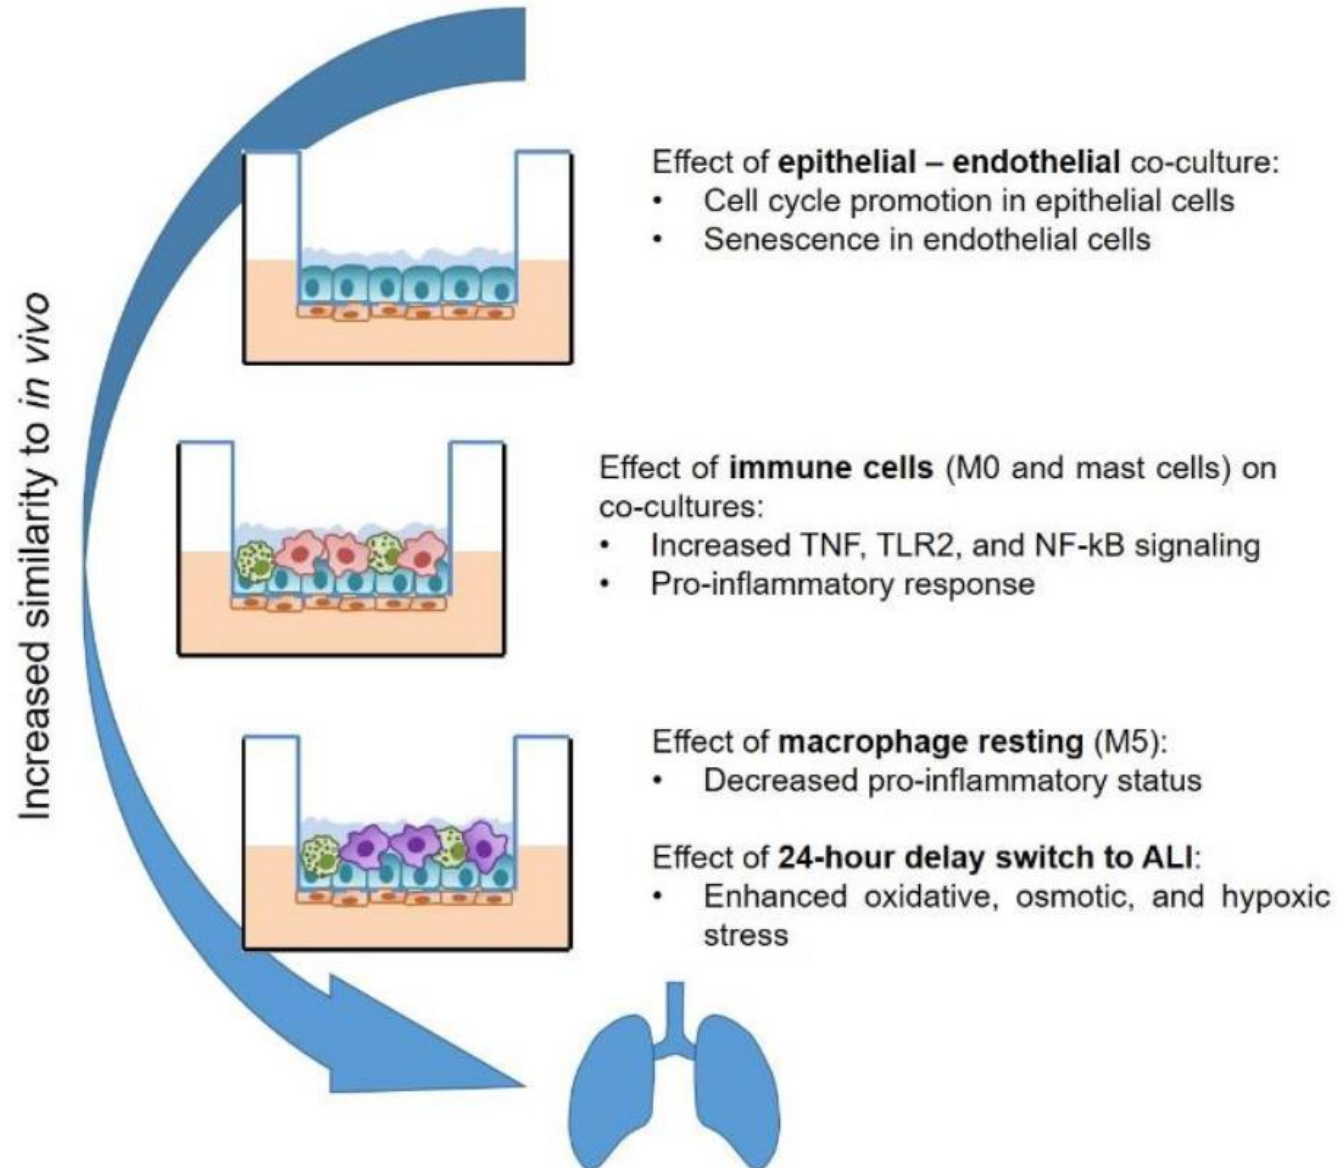 Increased similarity to in vivo
Effect of epithelial – endothelial co-culture:
• Cell cycle promotion in epithelial cells
• Senescence in endothelial cells
Effect of immune cells (M0 and mast cells) on
co-cultures:
• Increased TNF, TLR2, and NF-kB signaling
• Pro-inflammatory response
Effect of macrophage resting (M5):
• Decreased pro-inflammatory status
Effect of 24-hour delay switch to ALI:
• Enhanced oxidative, osmotic, and hypoxic
stress